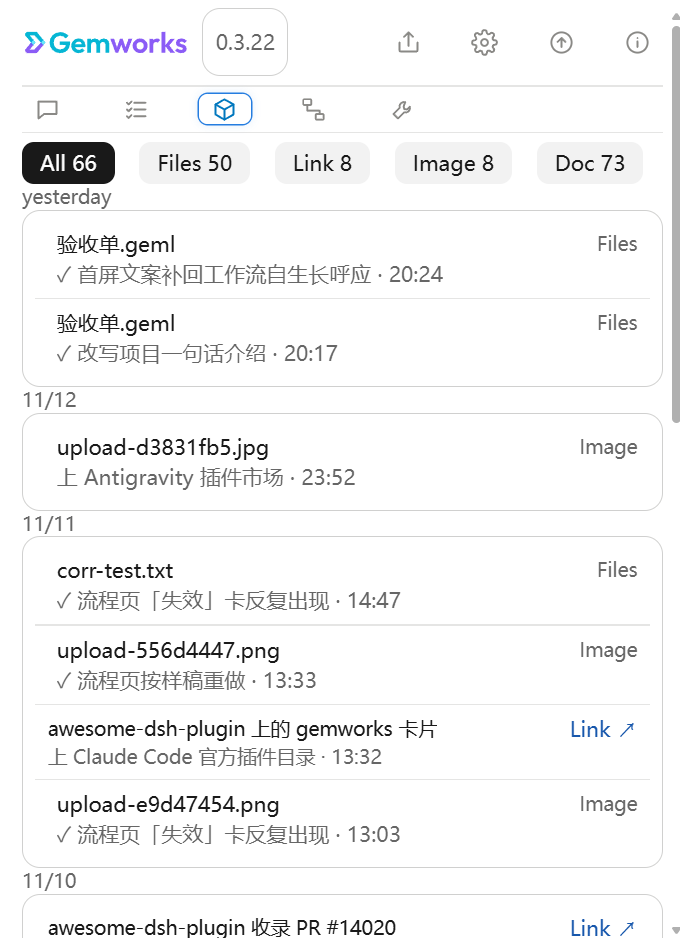 Gemworks 0.3.22
All 66 Files 50 Link 8 Image 8 Doc 73
yesterday
验收单.geml Files
✓ 首屏文案补回工作流自生长呼应 · 20:24
验收单.geml Files
✓ 改写项目一句话介绍 · 20:17
11/12
upload-d3831fb5.jpg Image
上 Antigravity 插件市场 · 23:52
11/11
corr-test.txt Files
✓ 流程页「失效」卡反复出现 · 14:47
upload-556d4447.png Image
✓ 流程页按样稿重做 · 13:33
awesome-dsh-plugin 上的 gemworks 卡片 Link ↗
上 Claude Code 官方插件目录 · 13:32
upload-e9d47454.png Image
✓ 流程页「失效」卡反复出现 · 13:03
11/10
awesome-dsh-plugin 收录 PR #14020 Link ↗